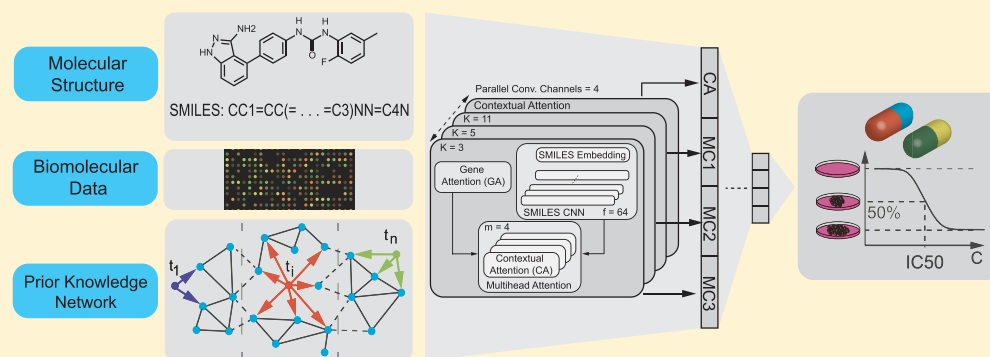 Molecular
Structure
NH2
N
HN
H
N
H
N
O
F
SMILES: CC1=CC(= . . . =C3)NN=C4N
Biomolecular
Data
Prior Knowledge
Network
t1
ti
tn
Parallel Conv. Channels = 4
Contextual Attention
K = 11
K = 5
K = 3
Gene
Attention (GA)
SMILES Embedding
SMILES CNN
f = 64
m = 4
Contextual
Attention (CA)
Multihead Attention
CA
MC1
MC2
MC3
50%
IC50
C